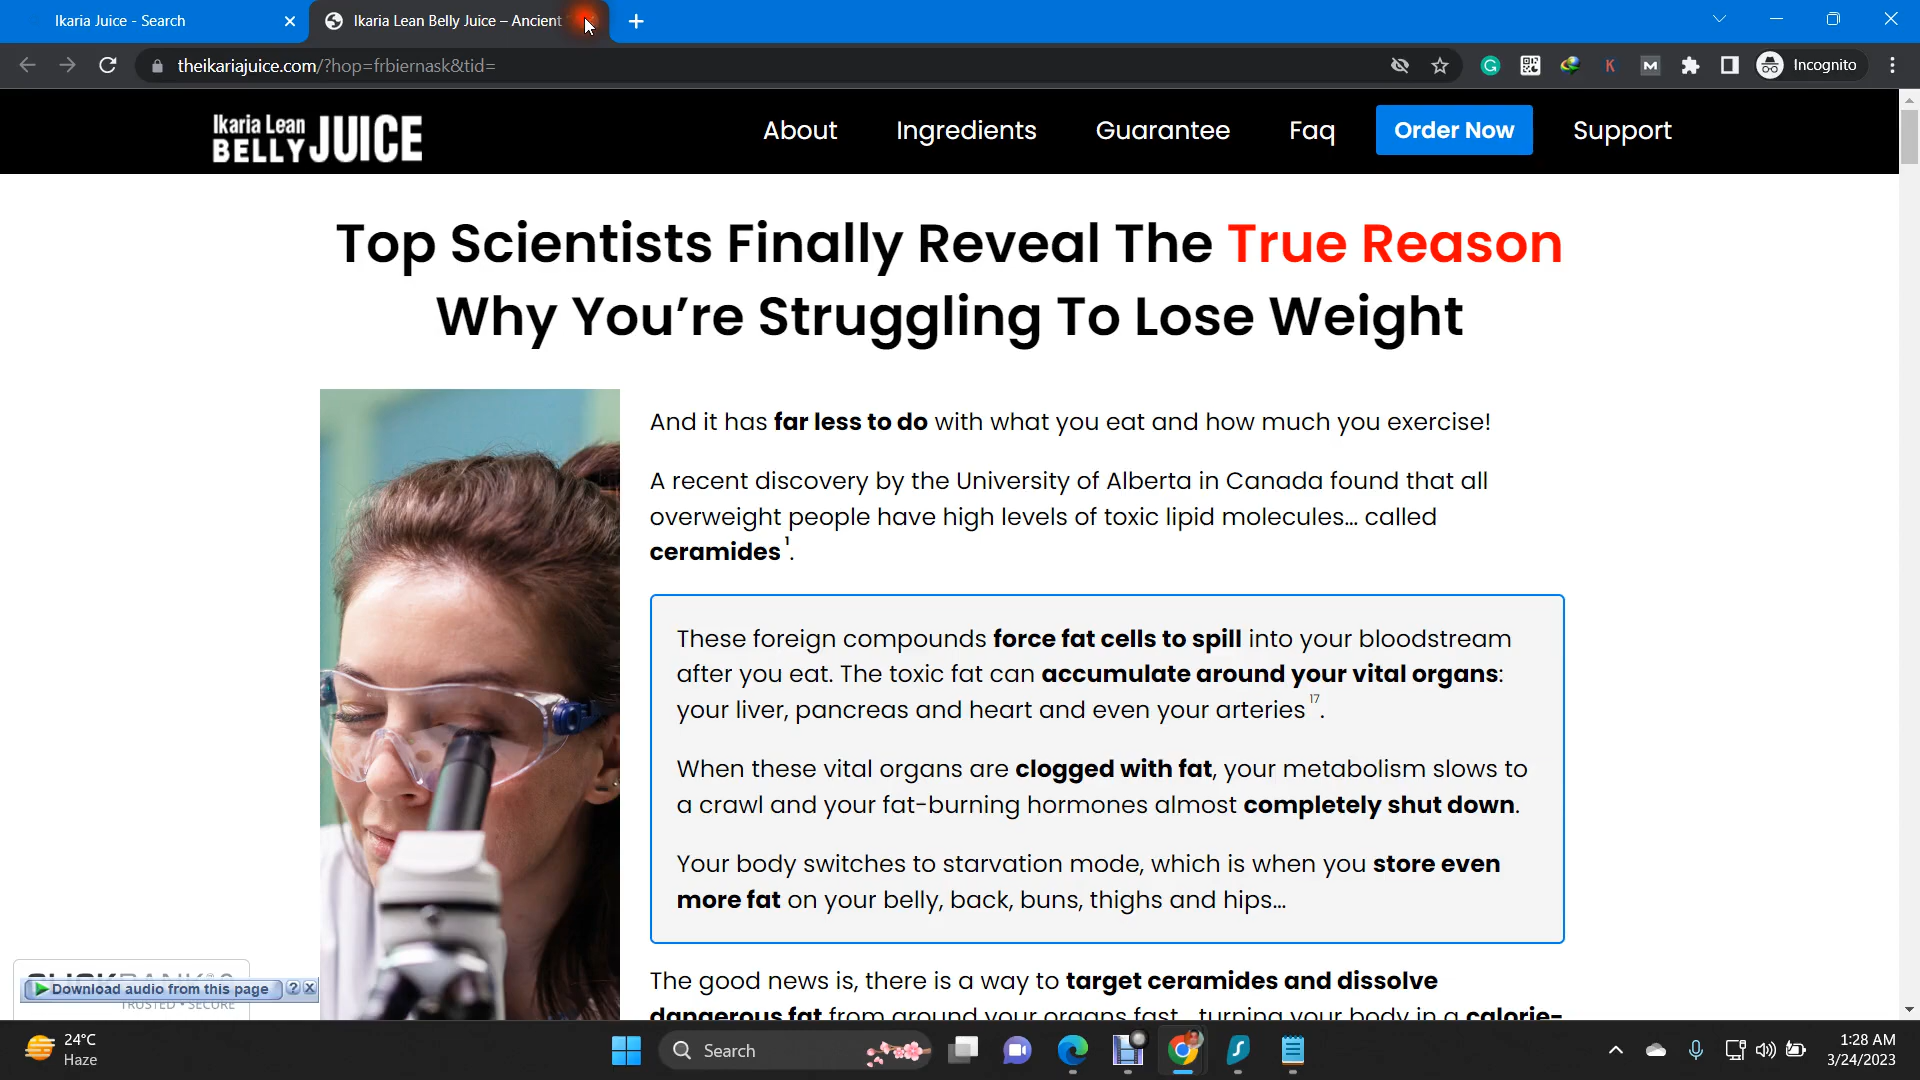 Ikaria Juice - Search
Ikaria Lean Belly Juice – Ancient
theikariajuice.com/?hop=frbiernask&tid=
Incognito
Ikaria Lean
BELLY JUICE
About
Ingredients
Guarantee
Faq
Order Now
Support
Top Scientists Finally Reveal The True Reason
Why You’re Struggling To Lose Weight
And it has far less to do with what you eat and how much you exercise!
A recent discovery by the University of Alberta in Canada found that all
overweight people have high levels of toxic lipid molecules... called
ceramides 1.
These foreign compounds force fat cells to spill into your bloodstream
after you eat. The toxic fat can accumulate around your vital organs:
your liver, pancreas and heart and even your arteries 17.
When these vital organs are clogged with fat, your metabolism slows to
a crawl and your fat-burning hormones almost completely shut down.
Your body switches to starvation mode, which is when you store even
more fat on your belly, back, buns, thighs and hips...
The good news is, there is a way to target ceramides and dissolve
dangerous fat from around your organs fast... turning your body in a calorie-
Download audio from this page
TRUSTED • SECURE
24°C
Haze
Search
1:28 AM
3/24/2023